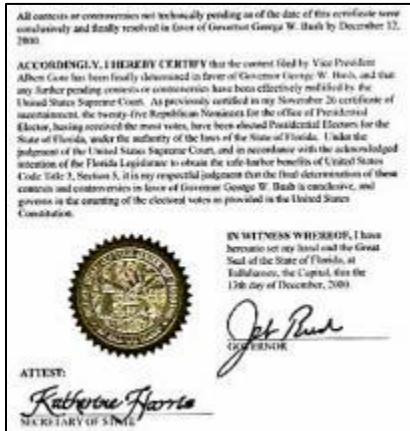 All contests or controversies not technically pending as of the date of this certificate were
conclusively and finally resolved in favor of Governor George W. Bush by December 12,
2000.
ACCORDINGLY, I HEREBY CERTIFY that the contest filed by Vice President
Albert Gore has been finally determined in favor of Governor George W. Bush, and that
any further pending contests or controversies have been effectively nullified by the
United States Supreme Court. As previously certified in my November 26 certificate of
ascertainment, the twenty-five Republican Nominees for the office of Presidential
Elector, having received the most votes, have been elected Presidential Electors for the
State of Florida, under the authority of the laws of the State of Florida. Under the
judgment of the United States Supreme Court, and in accordance with the acknowledged
intention of the Florida Legislature to obtain the safe-harbor benefits of United States
Code Title 3, Section 5, it is my respectful judgment that the final determination of these
contests and controversies in favor of Governor George W. Bush is conclusive, and
governs in the counting of the electoral votes as provided in the United States
Constitution.
IN WITNESS WHEREOF, I have
hereunto set my hand and the Great
Seal of the State of Florida, at
Tallahassee, the Capital, this the
13th day of December, 2000.
Jeb Bush
GOVERNOR
ATTEST:
Katherine Harris
SECRETARY OF STATE